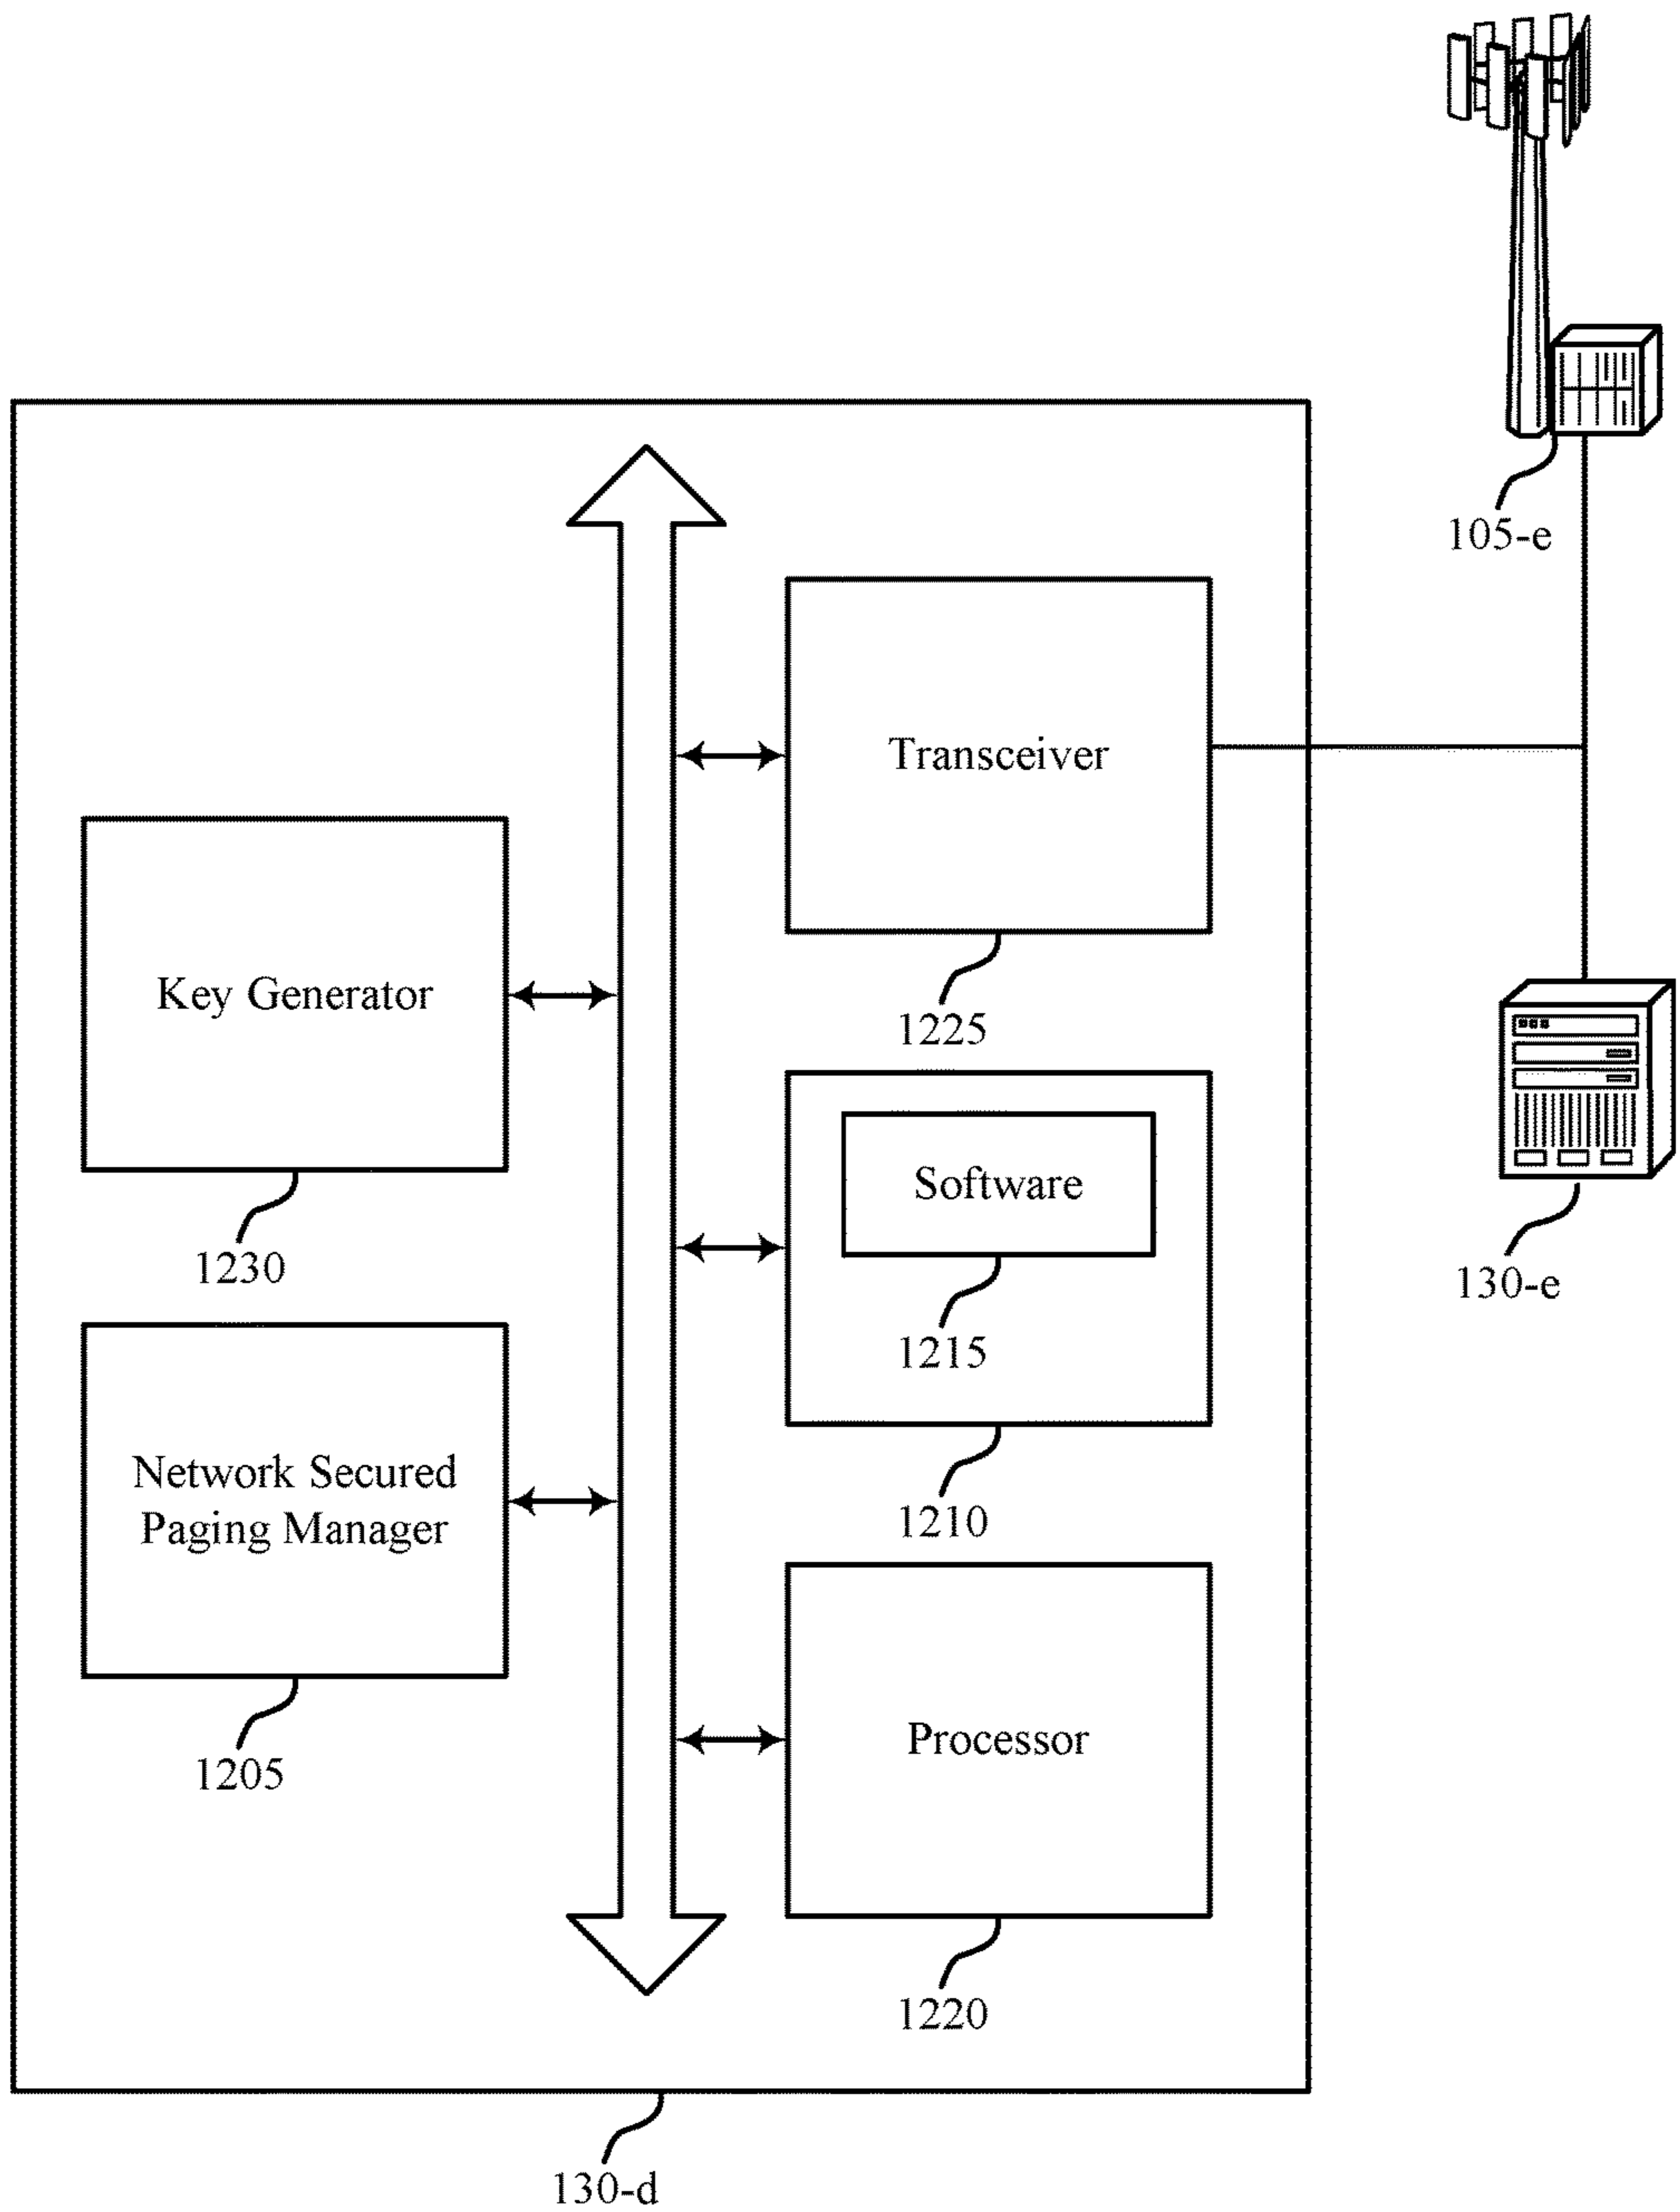 105-e
Transceiver
1225
Key Generator
1230
Software
1215
1210
130-e
Network Secured
Paging Manager
1205
Processor
1220
130-d